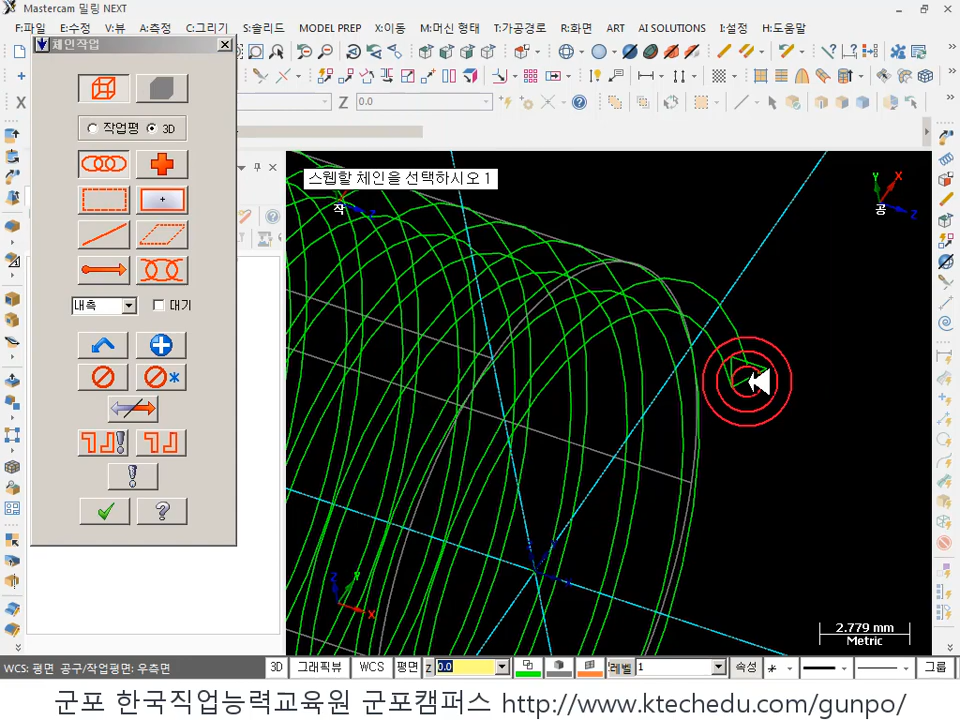 Mastercam 밀링 NEXT
F:파일 E:수정 V:뷰 A:측정 C:그리기 S:솔리드 MODEL PREP X:이동 M:머신 형태 T:가공경로 R:화면 ART AI SOLUTIONS I:설정 H:도움말
체인작업
Z 0.0
작업평 3D
스웹할 체인을 선택하시오 1
Y X Z
작 Z
공
내측 대기
Z Y X
2.779 mm
Metric
WCS: 평면 공구/작업평면: 우측면 3D 그래픽뷰 WCS 평면 Z 0.0 레벨 1 속성 그룹
군포 한국직업능력교육원 군포캠퍼스 http://www.ktechedu.com/gunpo/